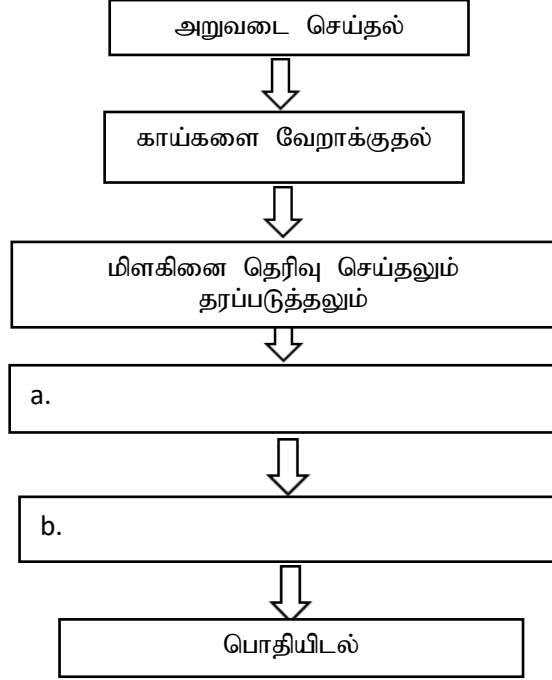 அறுவடை செய்தல்
காய்களை வேறாக்குதல்
மிளகினை தெரிவு செய்தலும்
தரப்படுத்தலும்
a.
b.
பொதியிடல்